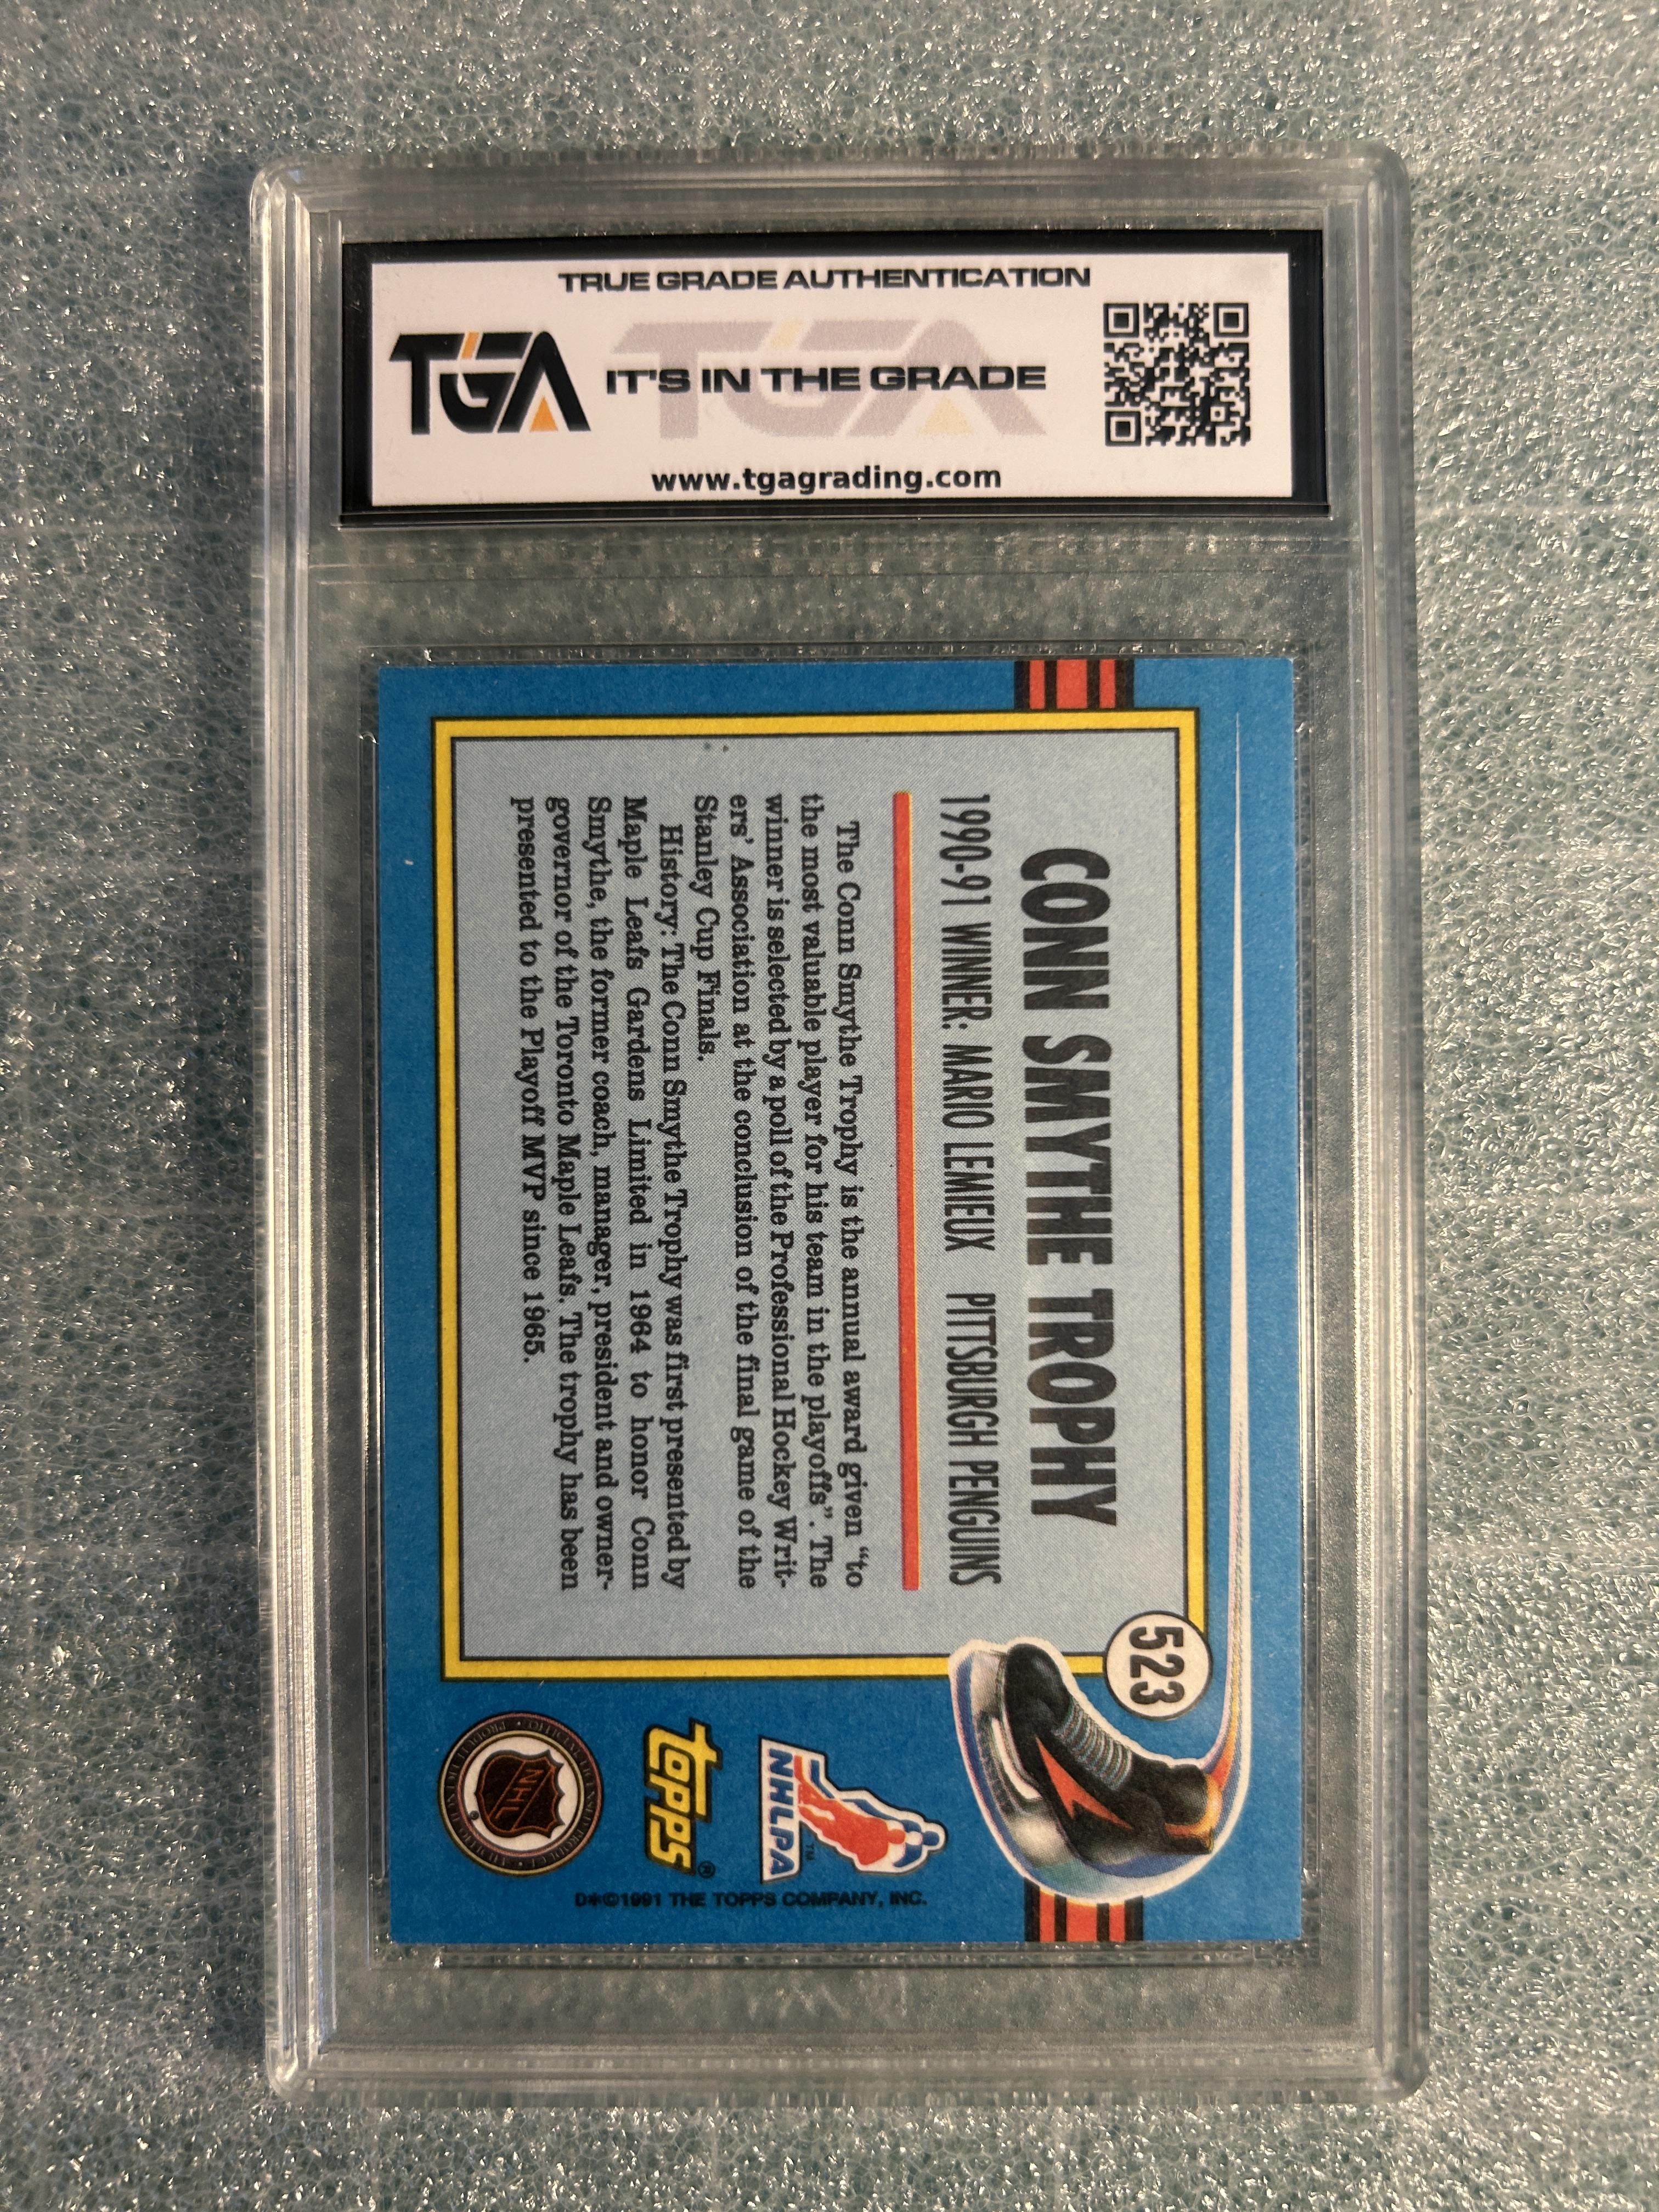 TRUE GRADE AUTHENTICATION
TGA
IT'S IN THE GRADE
www.tgagrading.com
CONN SMYTHE TROPHY
523
1990-91 WINNER: MARIO LEMIEUX PITTSBURGH PENGUINS
The Conn Smythe Trophy is the annual award given “to
the most valuable player for his team in the playoffs”. The
winner is selected by a poll of the Professional Hockey Writ-
ers’ Association at the conclusion of the final game of the
Stanley Cup Finals.
History: The Conn Smythe Trophy was first presented by
Maple Leafs Gardens Limited in 1964 to honor Conn
Smythe, the former coach, manager, president and owner-
governor of the Toronto Maple Leafs. The trophy has been
presented to the Playoff MVP since 1965.
NHLPA™
TOPPS®
NHL
D*©1991 THE TOPPS COMPANY, INC.